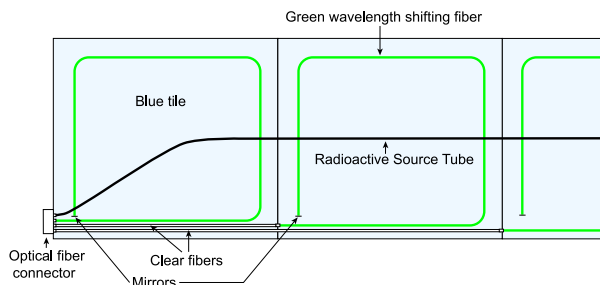 Green wavelength shifting fiber
Blue tile
Radioactive Source Tube
Clear fibers
Optical fiber
connector
Mirrors